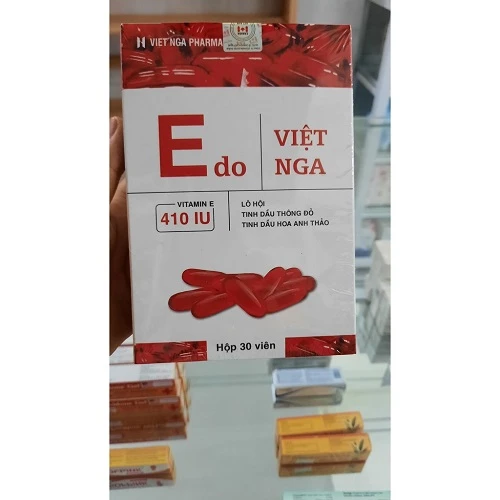 VIET NGA PHARMA
E do
VIỆT
NGA
VITAMIN E
410 IU
LÔ HỘI
TINH DẦU THÔNG ĐỎ
TINH DẦU HOA ANH THẢO
Hộp 30 viên